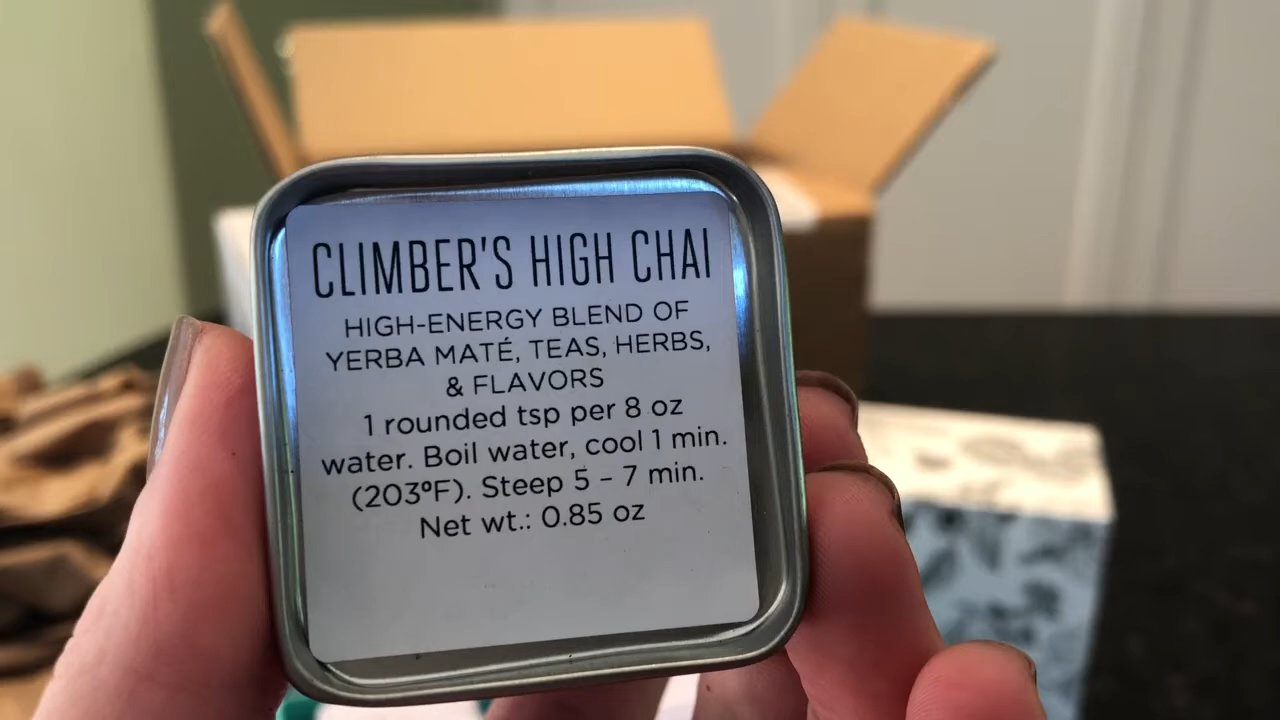 CLIMBER'S HIGH CHAI
HIGH-ENERGY BLEND OF
YERBA MATÉ, TEAS, HERBS,
& FLAVORS
1 rounded tsp per 8 oz
water. Boil water, cool 1 min.
(203ºF). Steep 5 - 7 min.
Net wt.: 0.85 oz